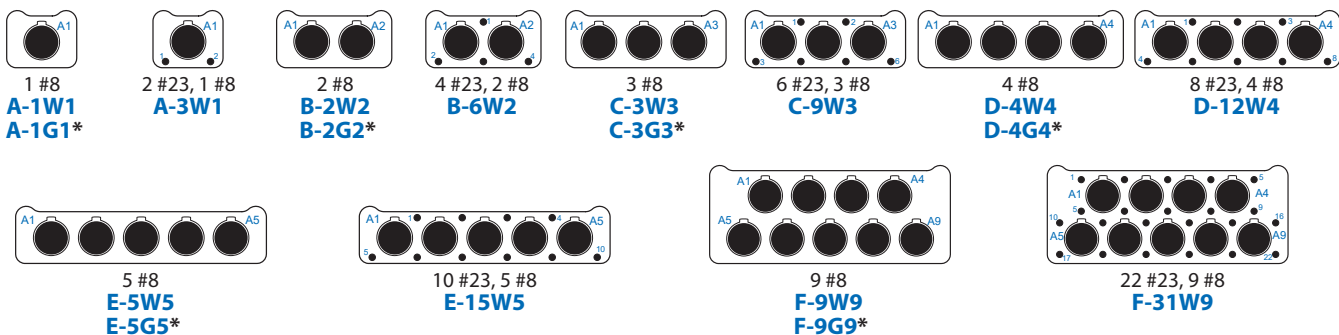 A1
1 #8
A-1W1
A-1G1*
A1
1 2
2 #23, 1 #8
A-3W1
A1 A2
2 #8
B-2W2
B-2G2*
A1 1 A2
2 4
4 #23, 2 #8
B-6W2
A1 A3
3 #8
C-3W3
C-3G3*
A1 1 2 A3
3 6
6 #23, 3 #8
C-9W3
A1 A4
4 #8
D-4W4
D-4G4*
A1 1 3 A4
4 8
8 #23, 4 #8
D-12W4
A1 A5
5 #8
E-5W5
E-5G5*
A1 1 4 A5
5 10
10 #23, 5 #8
E-15W5
A1 A4
A5 A9
9 #8
F-9W9
F-9G9*
1 5
A1 A4
5 9
10 16
A5 A9
17 22
22 #23, 9 #8
F-31W9